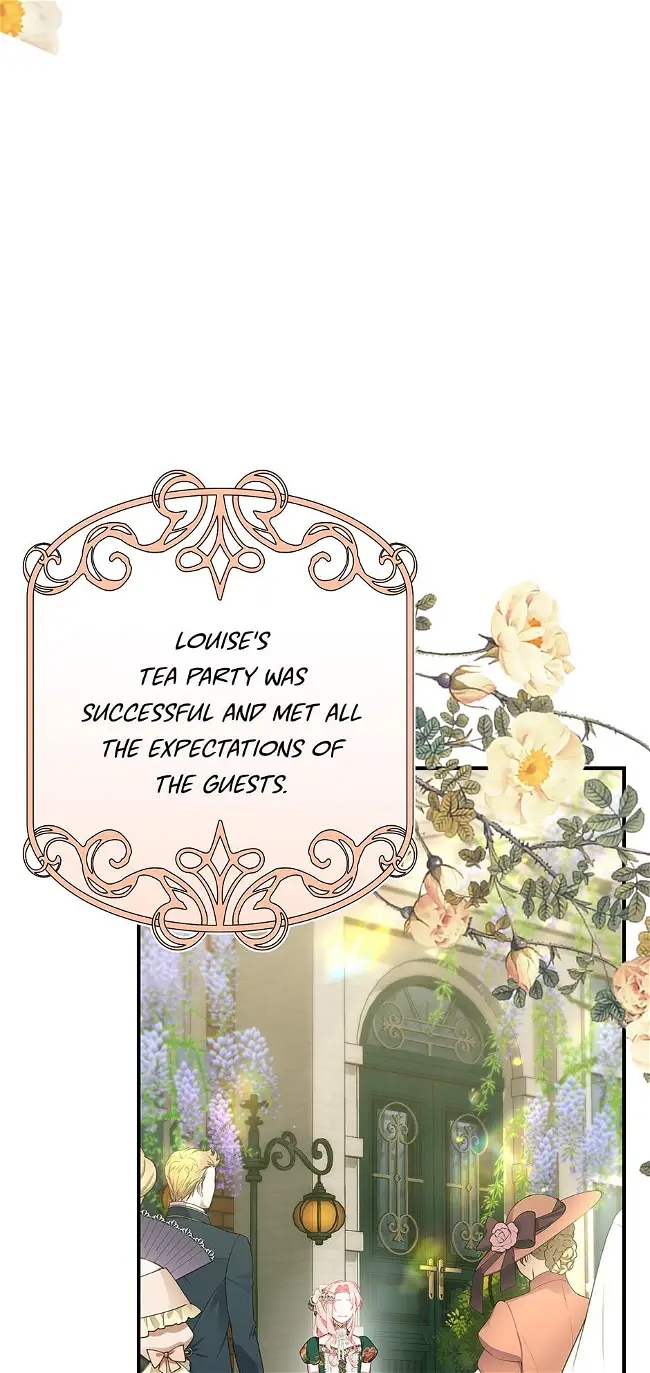 LOUISE'S
TEA PARTY WAS
SUCCESSFUL AND MET ALL
THE EXPECTATIONS OF
THE GUESTS.